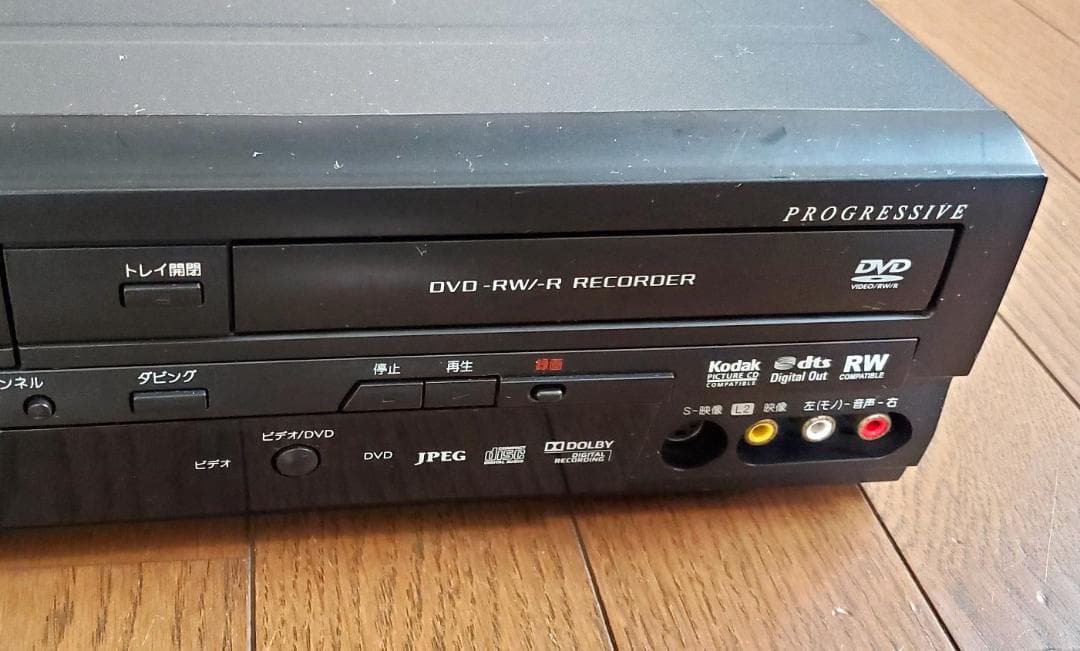 PROGRESSIVE
トレイ開閉
DVD-RW/-R RECORDER
DVD
VIDEO/RW/R
ンネル
ダビング
停止
再生
録画
Kodak
PICTURE CD
COMPATIBLE
dts
Digital Out
RW
COMPATIBLE
S-映像
L2
映像
左(モノ)-音声-右
ビデオ/DVD
ビデオ
DVD
JPEG
disc
DIGITAL AUDIO
DOLBY
DIGITAL
RECORDING